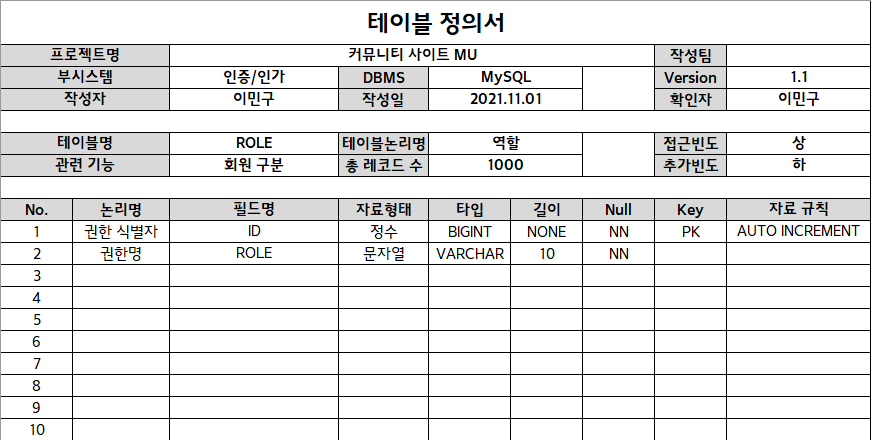 테이블 정의서
프로젝트명 커뮤니티 사이트 MU 작성팀
부시스템 인증/인가 DBMS MySQL Version 1.1
작성자 이민구 작성일 2021.11.01 확인자 이민구
테이블명 ROLE 테이블논리명 역할 접근빈도 상
관련 기능 회원 구분 총 레코드 수 1000 추가빈도 하
No. 논리명 필드명 자료형태 타입 길이 Null Key 자료 규칙
1 권한 식별자 ID 정수 BIGINT NONE NN PK AUTO INCREMENT
2 권한명 ROLE 문자열 VARCHAR 10 NN
3
4
5
6
7
8
9
10